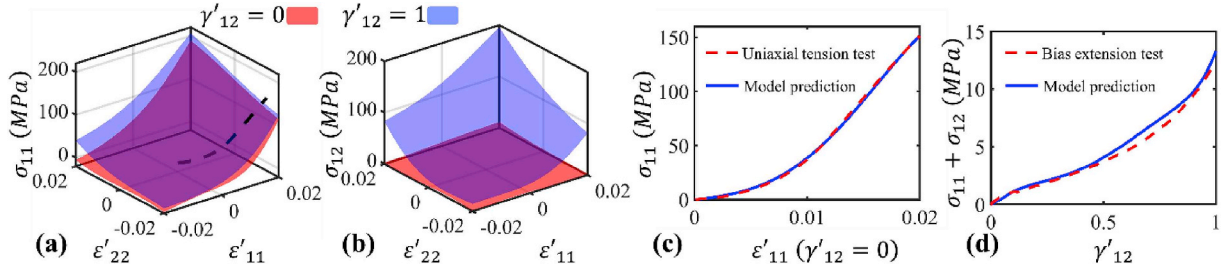 γ′₁₂ = 0
γ′₁₂ = 1
σ₁₁ (MPa)
200
100
0
0.02
0
-0.02
-0.02
0
0.02
ε′₂₂
ε′₁₁
(a)
σ₁₂ (MPa)
200
100
0
0.02
0
-0.02
-0.02
0
0.02
ε′₂₂
ε′₁₁
(b)
σ₁₁ (MPa)
150
100
50
0
Uniaxial tension test
Model prediction
0
0.01
0.02
ε′₁₁ (γ′₁₂ = 0)
(c)
σ₁₁ + σ₁₂ (MPa)
15
10
5
0
Bias extension test
Model prediction
0
0.5
1
γ′₁₂
(d)